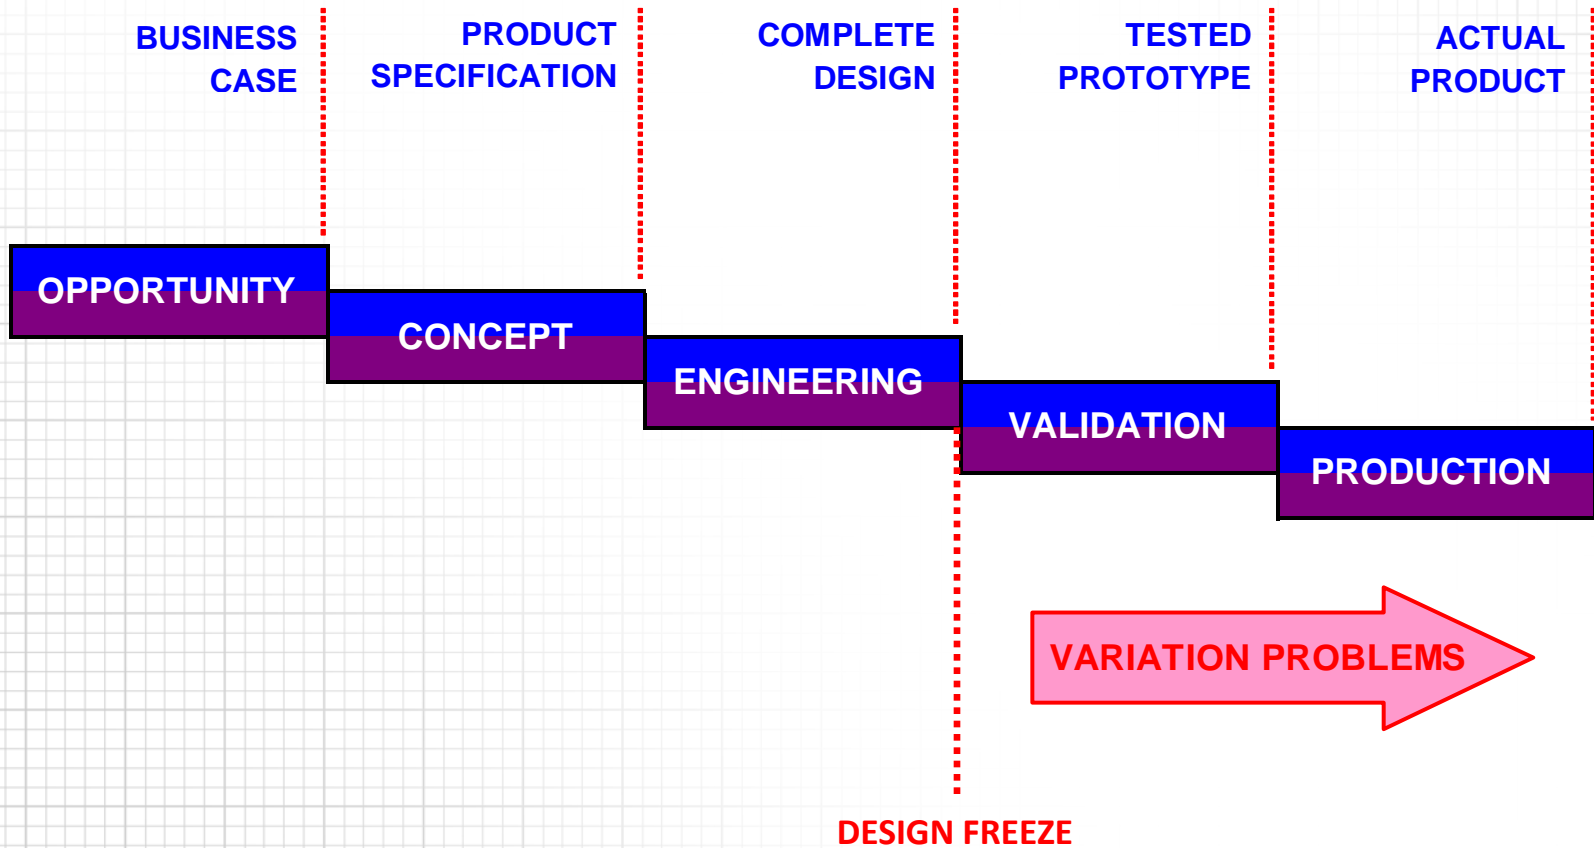 BUSINESS
CASE
PRODUCT
SPECIFICATION
COMPLETE
DESIGN
TESTED
PROTOTYPE
ACTUAL
PRODUCT
OPPORTUNITY
CONCEPT
ENGINEERING
VALIDATION
PRODUCTION
VARIATION PROBLEMS
DESIGN FREEZE